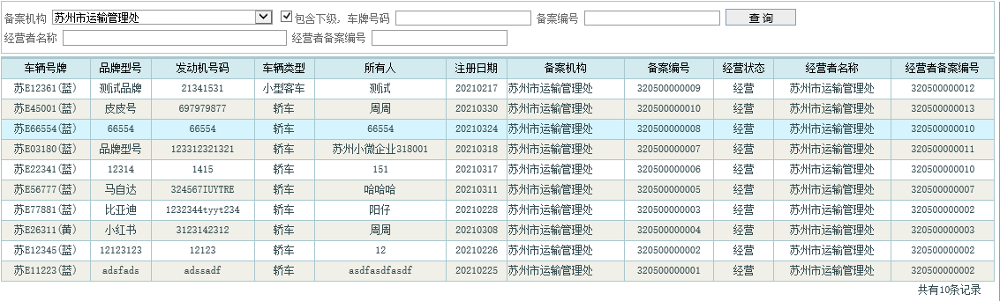 备案机构 苏州市运输管理处 包含下级, 车牌号码 备案编号 查 询
经营者名称 经营者备案编号
车辆号牌 品牌型号 发动机号码 车辆类型 所有人 注册日期 备案机构 备案编号 经营状态 经营者名称 经营者备案编号
苏E12361(蓝) 测试品牌 21341531 小型客车 测试 20210217 苏州市运输管理处 320500000009 经营 苏州市运输管理处 320500000012
苏E45001(蓝) 皮皮号 697979877 轿车 周周 20210330 苏州市运输管理处 320500000010 经营 苏州市运输管理处 320500000013
苏E66554(蓝) 66554 66554 轿车 66554 20210324 苏州市运输管理处 320500000008 经营 苏州市运输管理处 320500000010
苏E03180(蓝) 品牌型号 123312321321 轿车 苏州小微企业318001 20210318 苏州市运输管理处 320500000007 经营 苏州市运输管理处 320500000011
苏E22341(蓝) 12314 1415 轿车 151 20210317 苏州市运输管理处 320500000006 经营 苏州市运输管理处 320500000010
苏E56777(蓝) 马自达 324567IUYTRE 轿车 哈哈哈 20210311 苏州市运输管理处 320500000005 经营 苏州市运输管理处 320500000007
苏E77881(蓝) 比亚迪 1232344tyyt234 轿车 阳仔 20210228 苏州市运输管理处 320500000003 经营 苏州市运输管理处 320500000002
苏E26311(黄) 小红书 3123142312 轿车 周周 20210308 苏州市运输管理处 320500000004 经营 苏州市运输管理处 320500000003
苏E12345(蓝) 12123123 12123 轿车 12 20210226 苏州市运输管理处 320500000002 经营 苏州市运输管理处 320500000002
苏E11223(蓝) adsfads adssadf 轿车 asdfasdfasdf 20210225 苏州市运输管理处 320500000001 经营 苏州市运输管理处 320500000002
共有10条记录